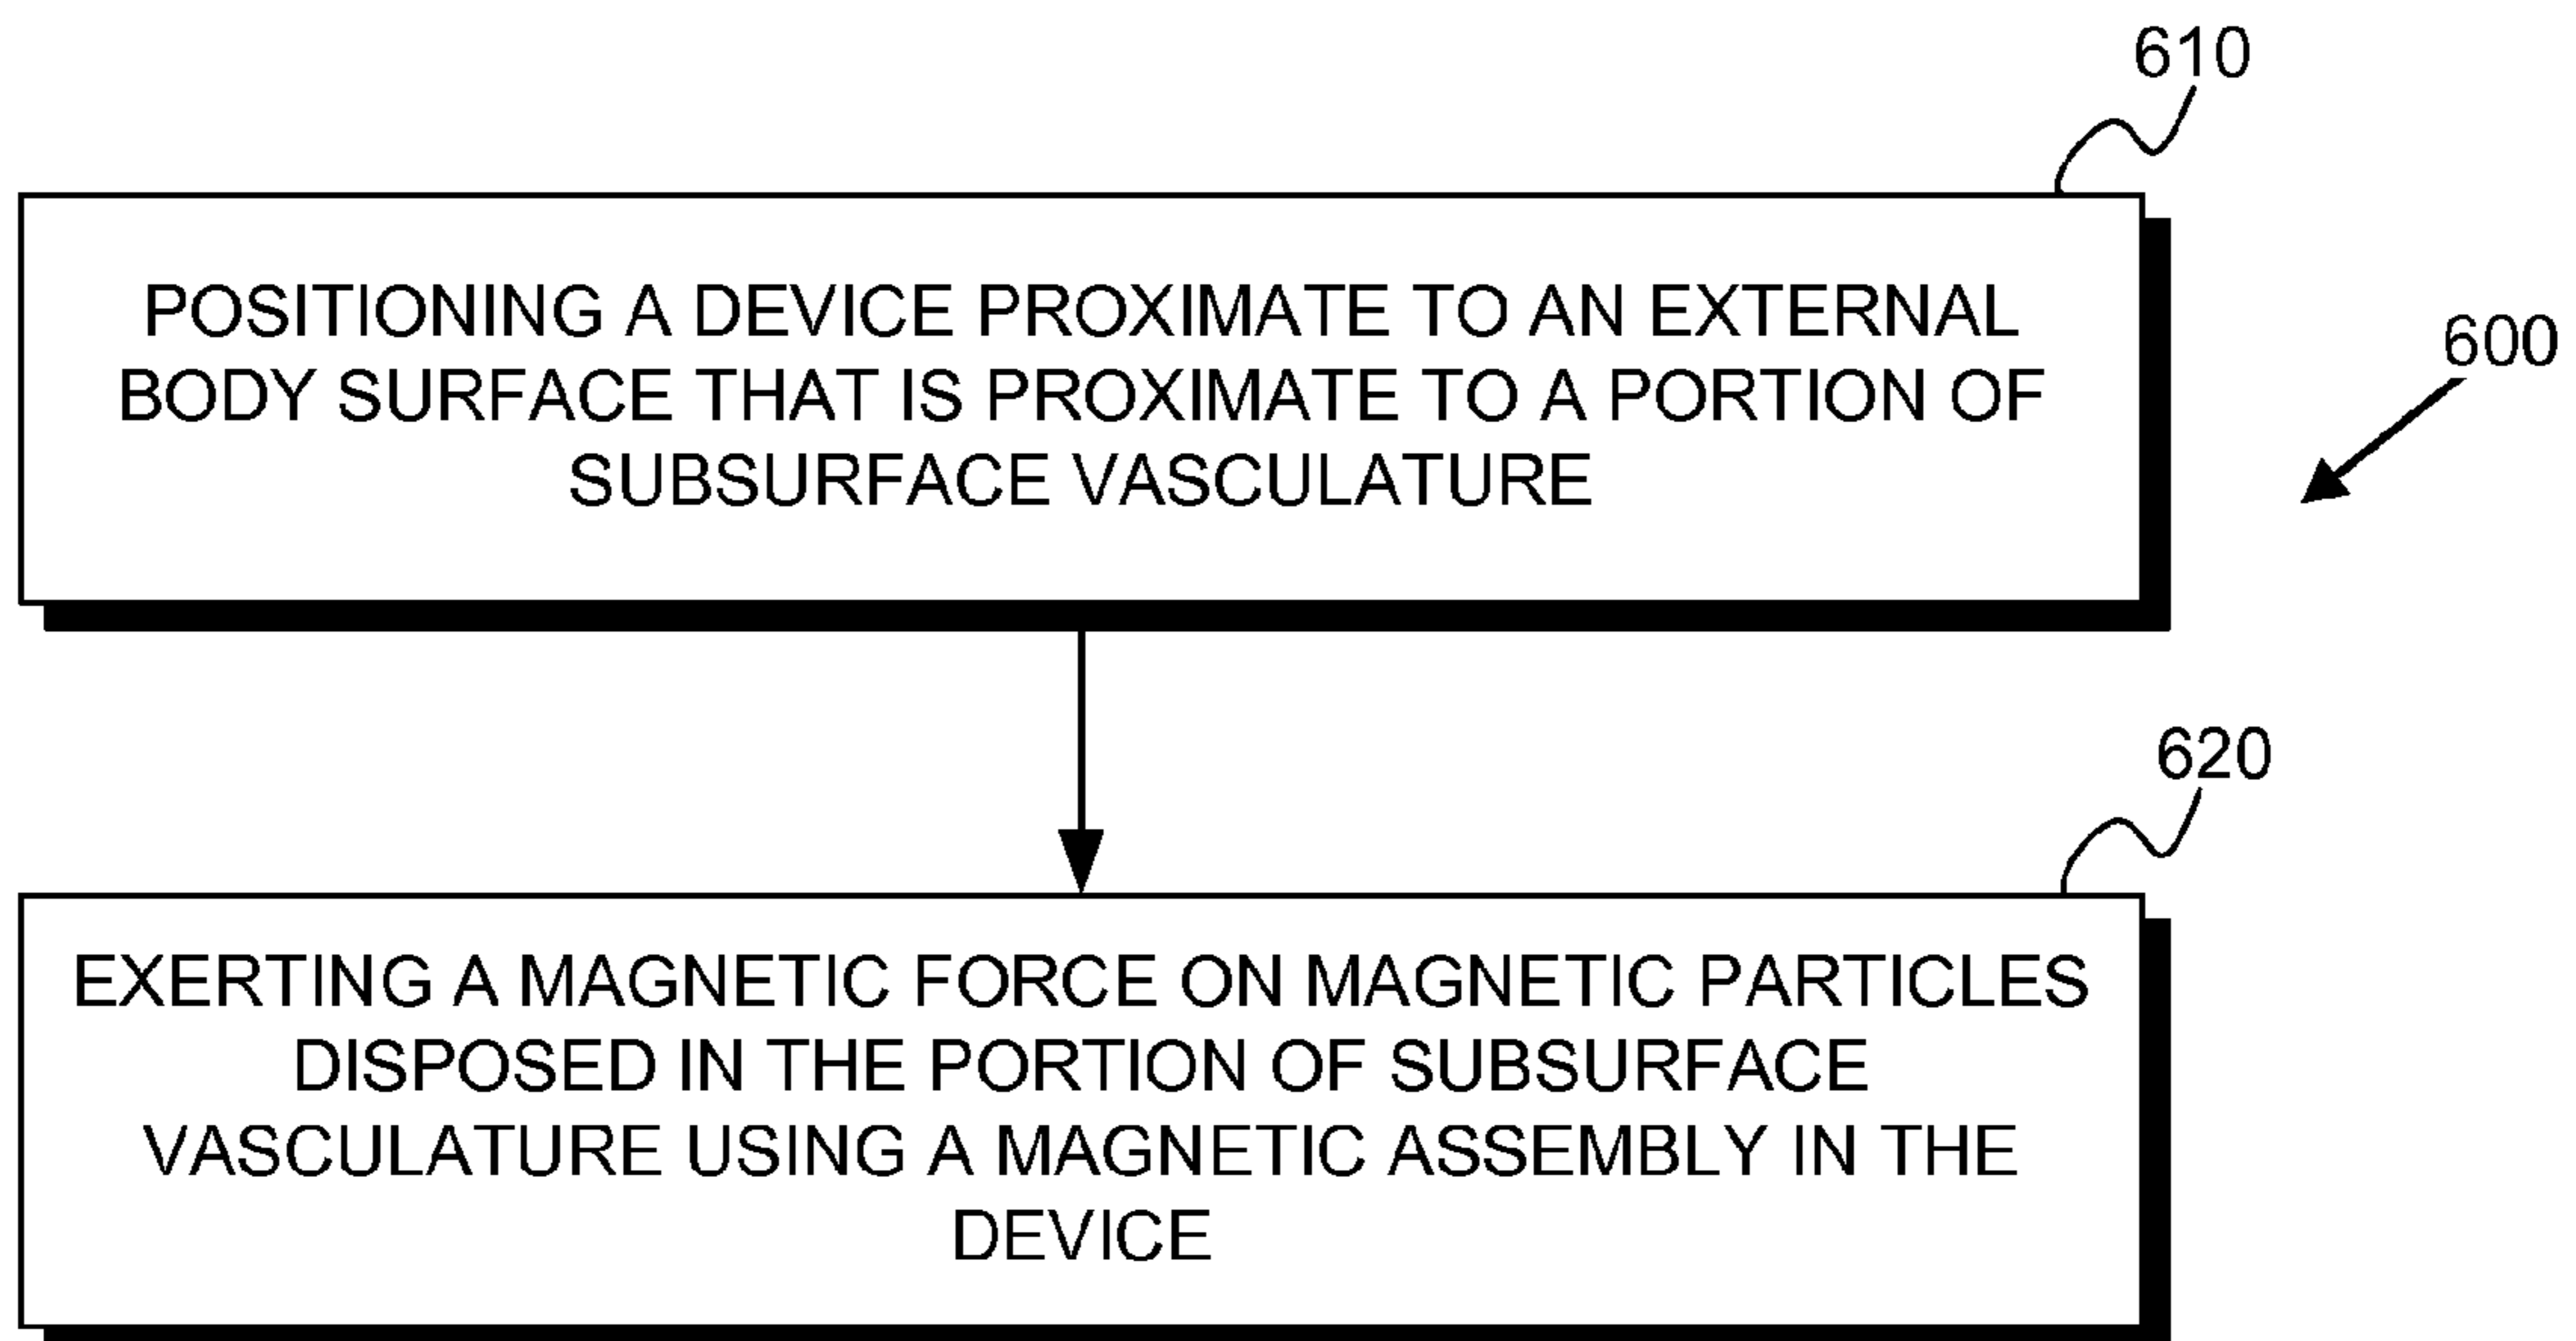 610
POSITIONING A DEVICE PROXIMATE TO AN EXTERNAL
BODY SURFACE THAT IS PROXIMATE TO A PORTION OF
SUBSURFACE VASCULATURE
600
620
EXERTING A MAGNETIC FORCE ON MAGNETIC PARTICLES
DISPOSED IN THE PORTION OF SUBSURFACE
VASCULATURE USING A MAGNETIC ASSEMBLY IN THE
DEVICE